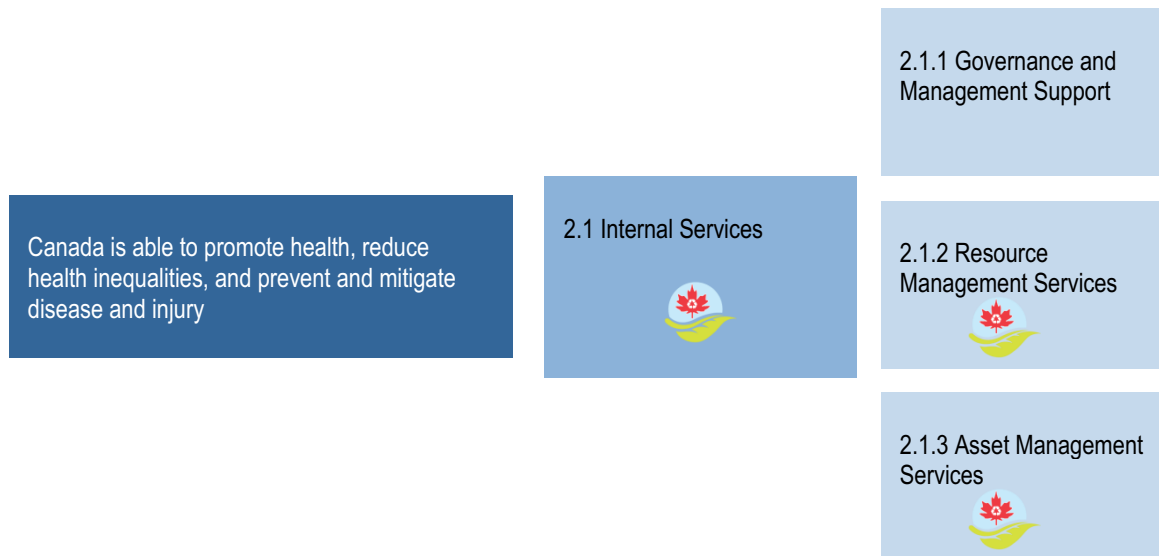 Canada is able to promote health, reduce
health inequalities, and prevent and mitigate
disease and injury
2.1 Internal Services
2.1.1 Governance and
Management Support
2.1.2 Resource
Management Services
2.1.3 Asset Management
Services